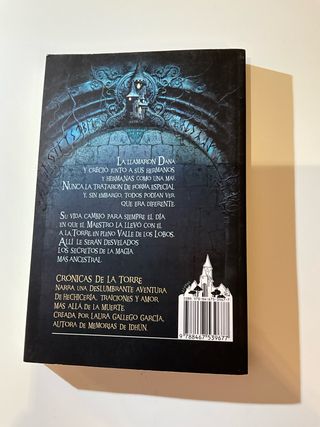 LA LLAMARON DANA
Y CRECIÓ JUNTO A SUS HERMANOS
Y HERMANAS COMO UNA MÁS.
NUNCA LA TRATARON DE FORMA ESPECIAL
Y, SIN EMBARGO, TODOS PODÍAN VER
QUE ERA DIFERENTE.
SU VIDA CAMBIÓ PARA SIEMPRE EL DÍA
EN QUE EL MAESTRO LA LLEVÓ CON ÉL
A LA TORRE, EN PLENO VALLE DE LOS LOBOS.
ALLÍ LE SERÁN DESVELADOS
LOS SECRETOS DE LA MAGIA
MÁS ANCESTRAL.
CRÓNICAS DE LA TORRE
NARRA UNA DESLUMBRANTE AVENTURA
DE HECHICERÍA, TRAICIONES Y AMOR
MÁS ALLÁ DE LA MUERTE,
CREADA POR LAURA GALLEGO GARCÍA,
AUTORA DE MEMORIAS DE IDHÚN.
9 788467 539677